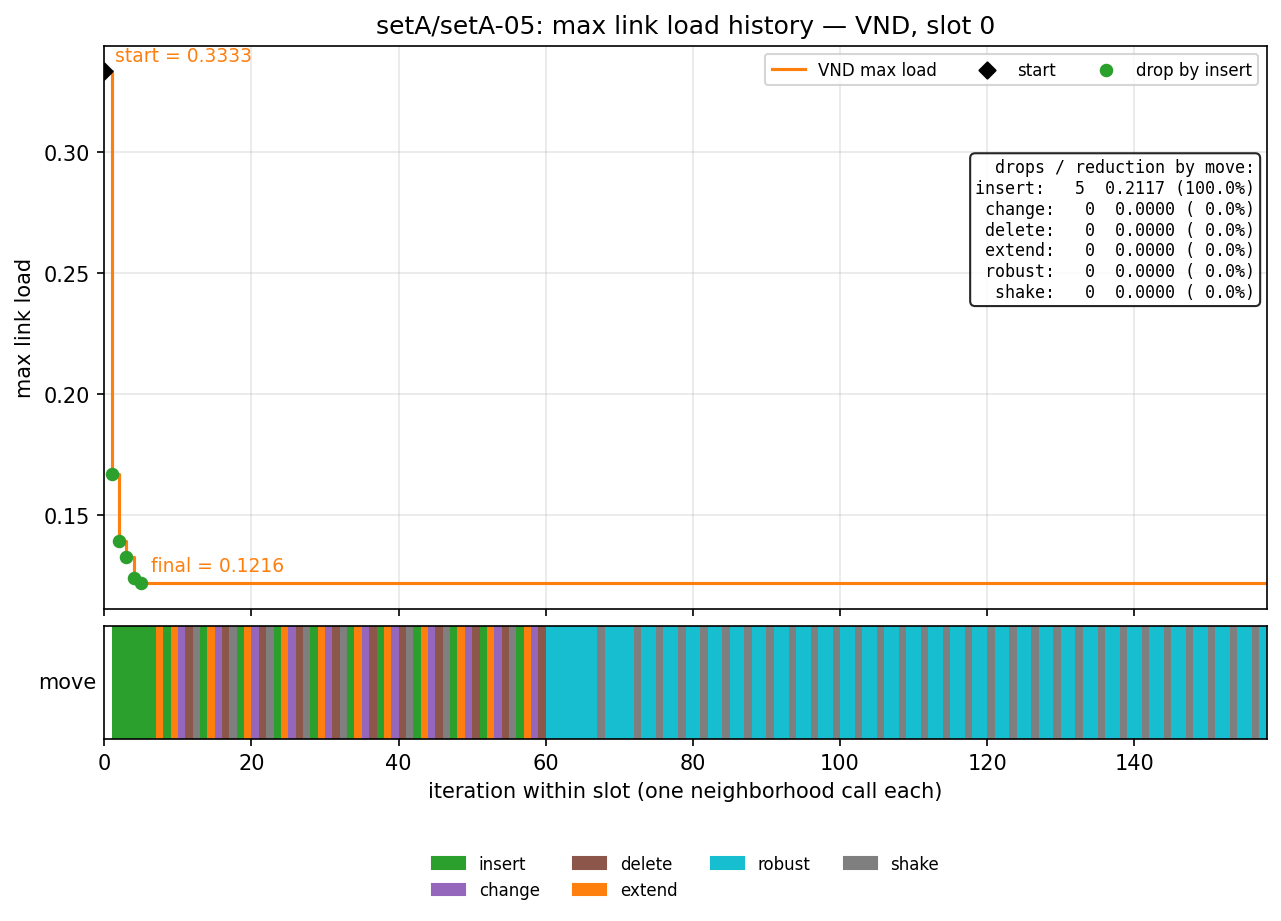 setA/setA-05: max link load history — VND, slot 0
start = 0.3333
VND max load
start
drop by insert
drops / reduction by move:
insert:   5  0.2117 (100.0%)
change:   0  0.0000 ( 0.0%)
delete:   0  0.0000 ( 0.0%)
extend:   0  0.0000 ( 0.0%)
robust:   0  0.0000 ( 0.0%)
shake:   0  0.0000 ( 0.0%)
0.30
0.25
0.20
0.15
max link load
final = 0.1216
move
0 20 40 60 80 100 120 140
iteration within slot (one neighborhood call each)
insert delete robust shake
change extend